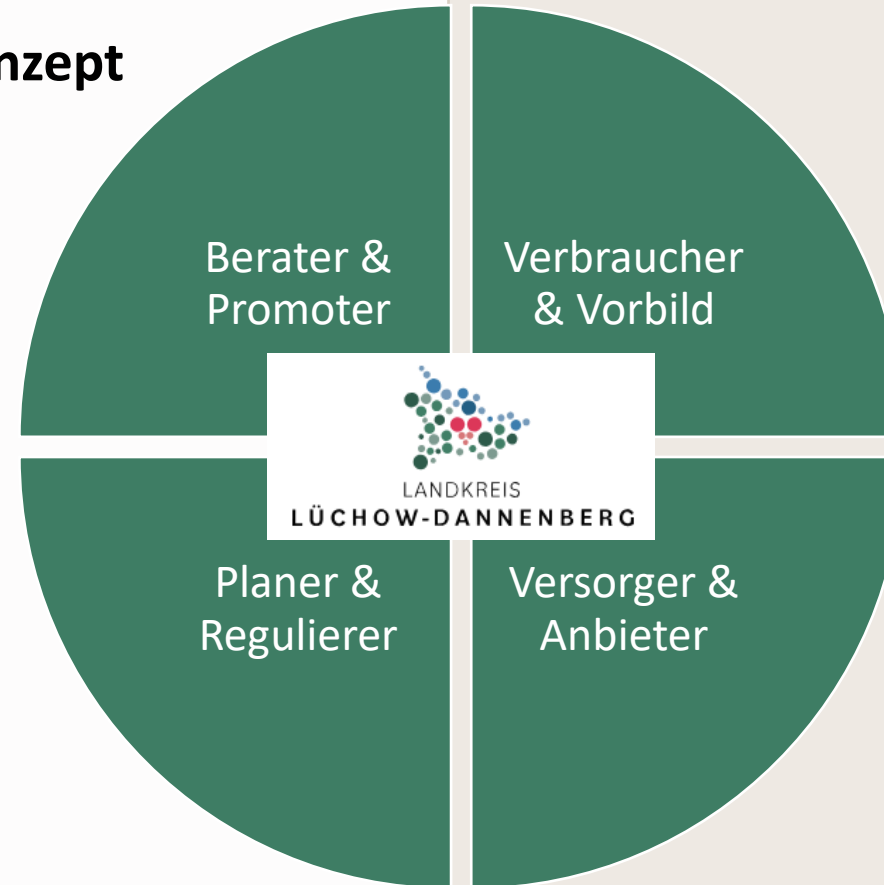 nzept
Berater &
Promoter
Verbraucher
& Vorbild
LANDKREIS
LÜCHOW-DANNENBERG
Planer &
Regulierer
Versorger &
Anbieter